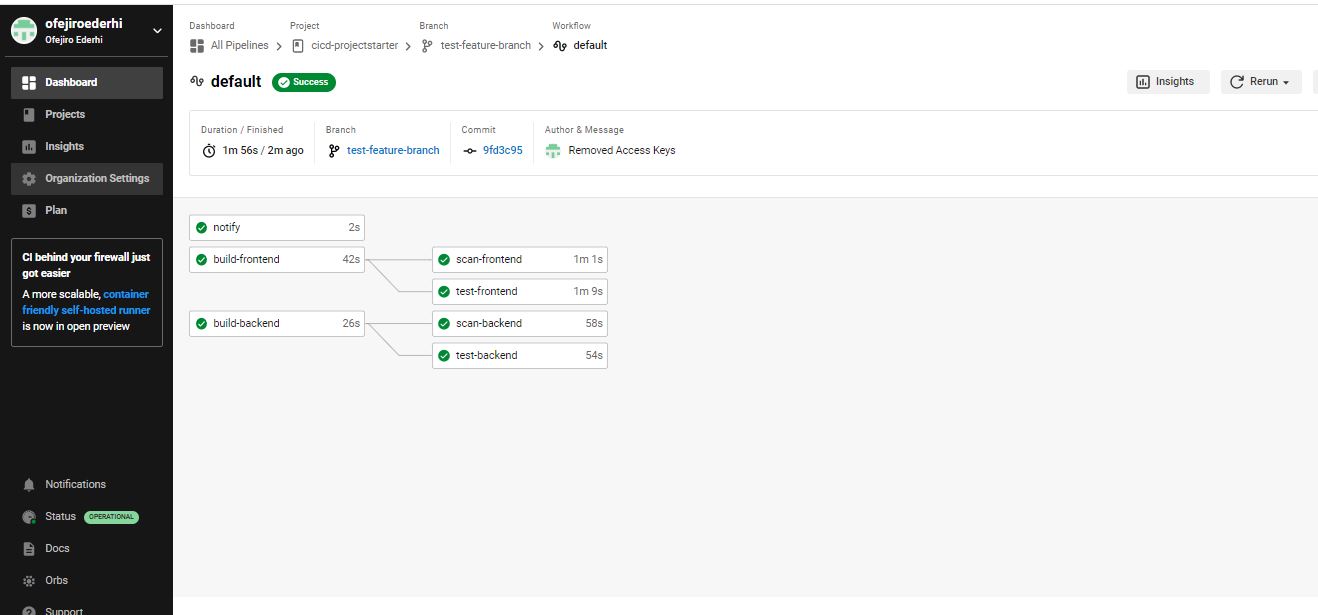 ofejiroederhi
Ofejiro Ederhi
Dashboard
Projects
Insights
Organization Settings
Plan
CI behind your firewall just
got easier
A more scalable, container
friendly self-hosted runner
is now in open preview
Notifications
Status OPERATIONAL
Docs
Orbs
Support
Dashboard Project Branch Workflow
All Pipelines cicd-projectstarter test-feature-branch default
default Success Insights Rerun
Duration / Finished Branch Commit Author & Message
1m 56s / 2m ago test-feature-branch 9fd3c95 Removed Access Keys
notify 2s
build-frontend 42s scan-frontend 1m 1s
test-frontend 1m 9s
build-backend 26s scan-backend 58s
test-backend 54s